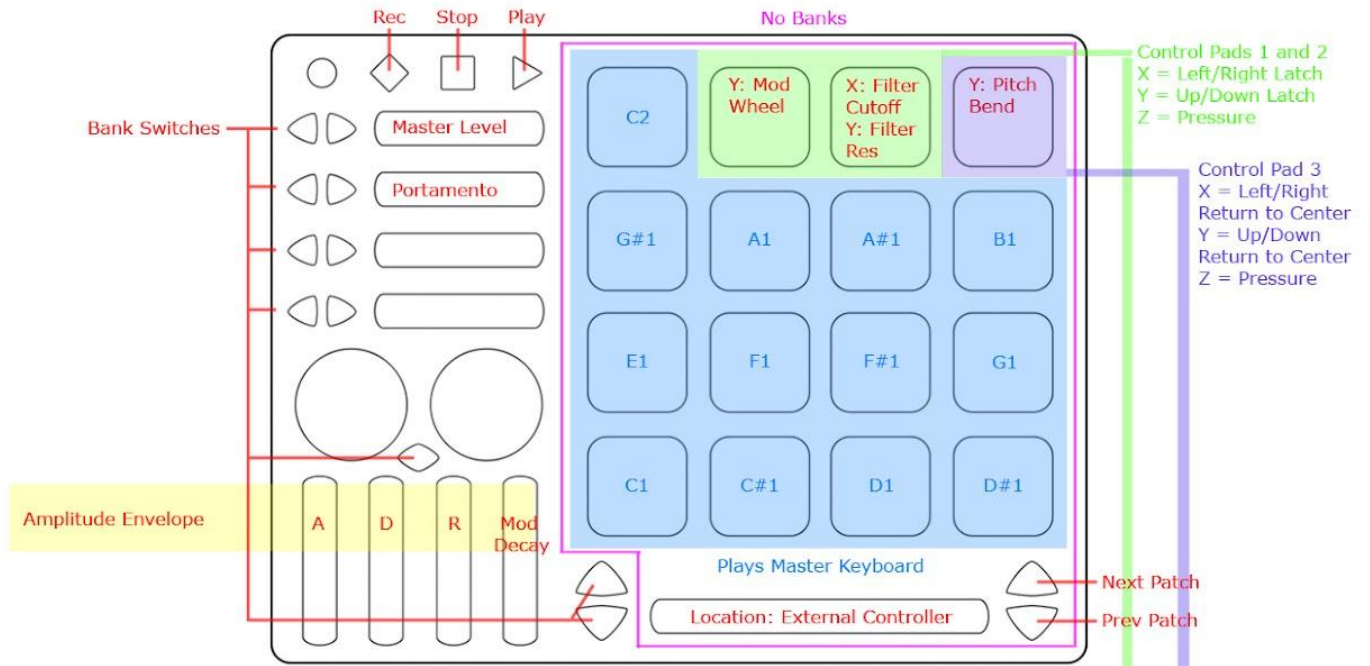 Rec Stop Play
No Banks
Control Pads 1 and 2
X = Left/Right Latch
Y = Up/Down Latch
Z = Pressure
Control Pad 3
X = Left/Right
Return to Center
Y = Up/Down
Return to Center
Z = Pressure
Bank Switches
Master Level
Portamento
C2
Y: Mod
Wheel
X: Filter
Cutoff
Y: Filter
Res
Y: Pitch
Bend
G#1 A1 A#1 B1
E1 F1 F#1 G1
C1 C#1 D1 D#1
Amplitude Envelope
A D R Mod
Decay
Plays Master Keyboard
Location: External Controller
Next Patch
Prev Patch